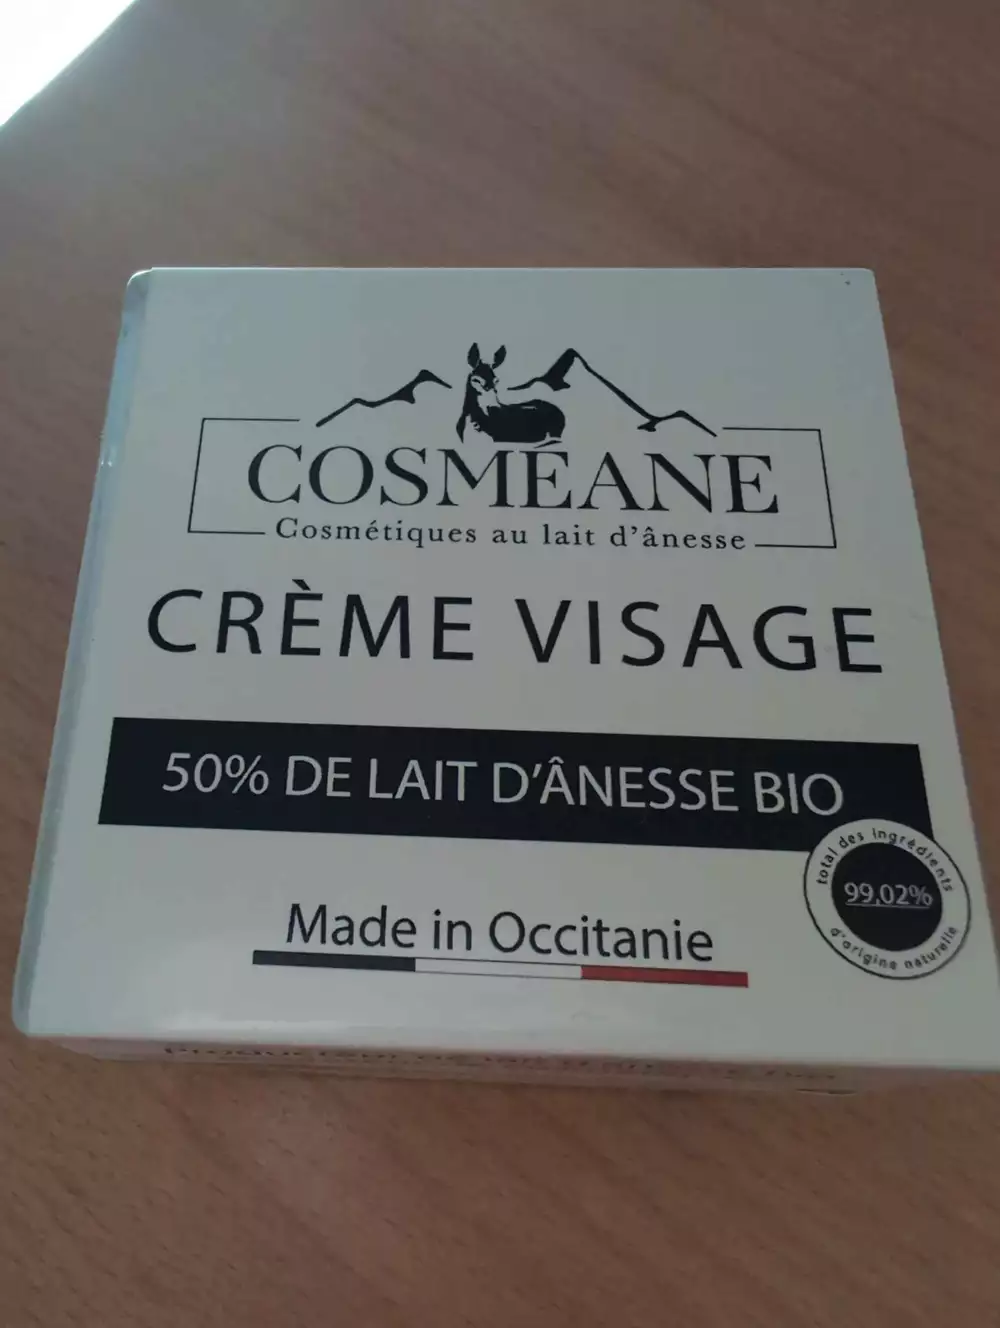 COSMÉANE
Cosmétiques au lait d'ânesse
CRÈME VISAGE
50% DE LAIT D'ÂNESSE BIO
total des ingrédients
99,02%
d'origine naturelle
Made in Occitanie